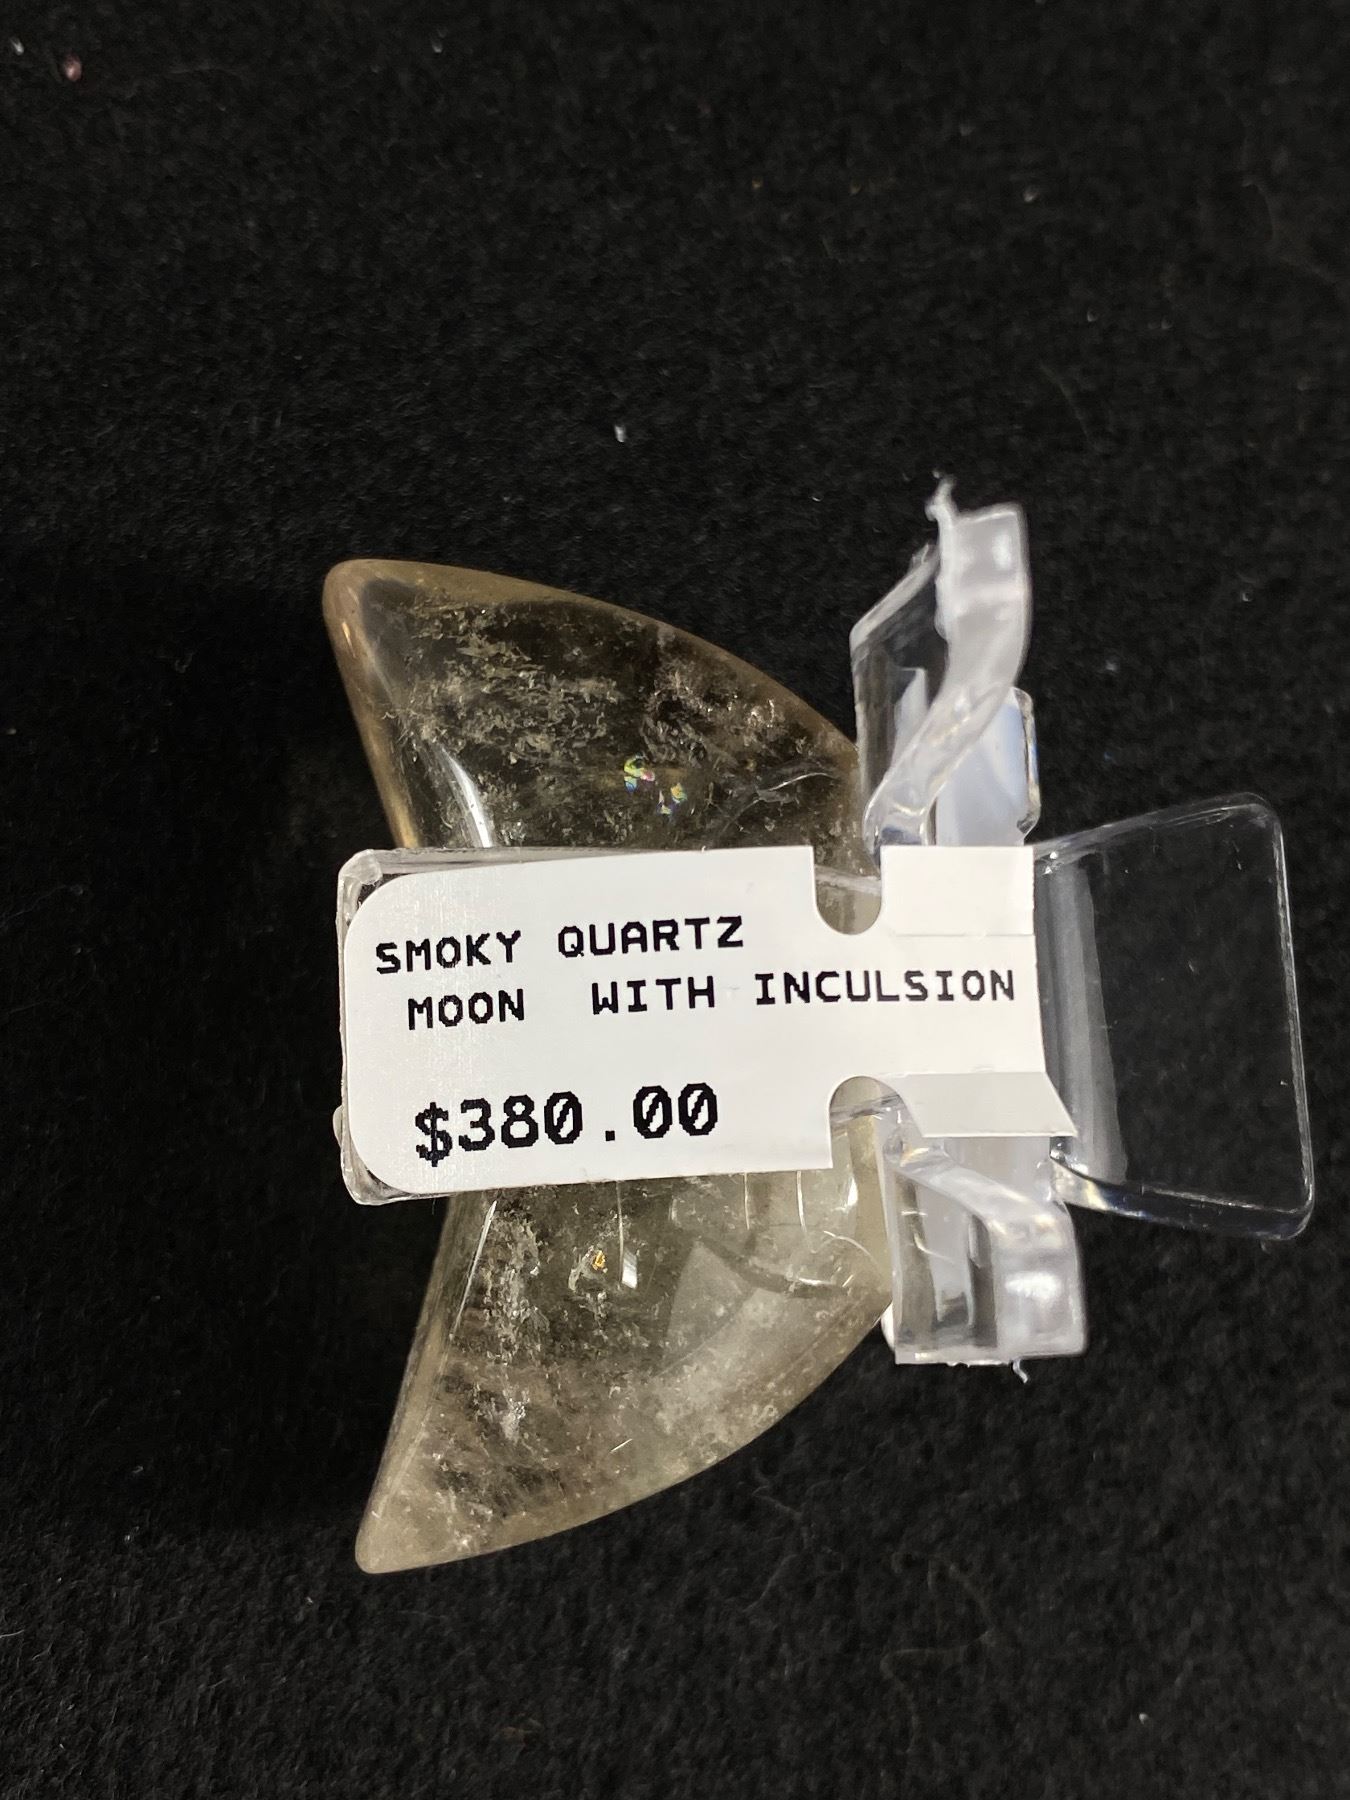 SMOKY QUARTZ
MOON WITH INCULSION
$380.00